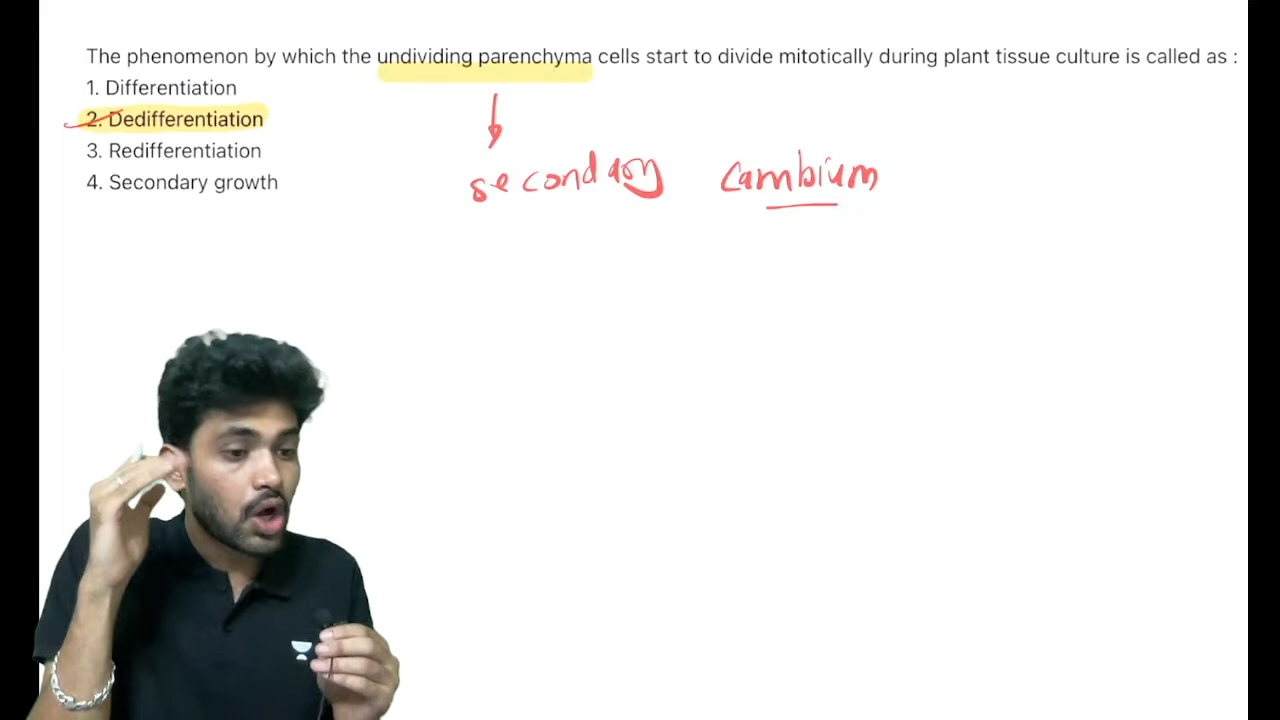 The phenomenon by which the undividing parenchyma cells start to divide mitotically during plant tissue culture is called as :
1. Differentiation
2. Dedifferentiation
3. Redifferentiation
4. Secondary growth
secondary cambium